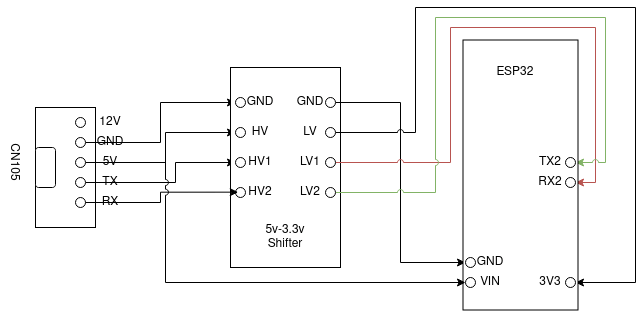 CN105
12V
GND
5V
TX
RX
GND
HV
HV1
HV2
GND
LV
LV1
LV2
5v-3.3v
Shifter
ESP32
TX2
RX2
GND
VIN
3V3